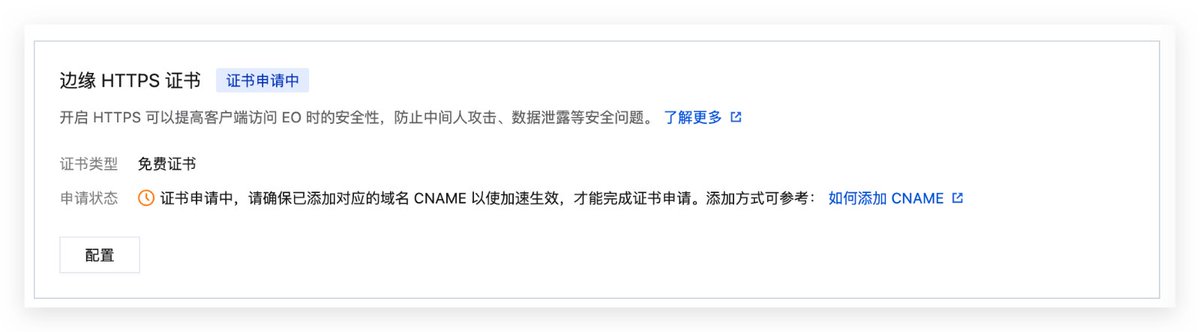 边缘 HTTPS 证书 证书申请中
开启 HTTPS 可以提高客户端访问 EO 时的安全性，防止中间人攻击、数据泄露等安全问题。 了解更多
证书类型 免费证书
申请状态 证书申请中，请确保已添加对应的域名 CNAME 以使加速生效，才能完成证书申请。添加方式可参考： 如何添加 CNAME
配置